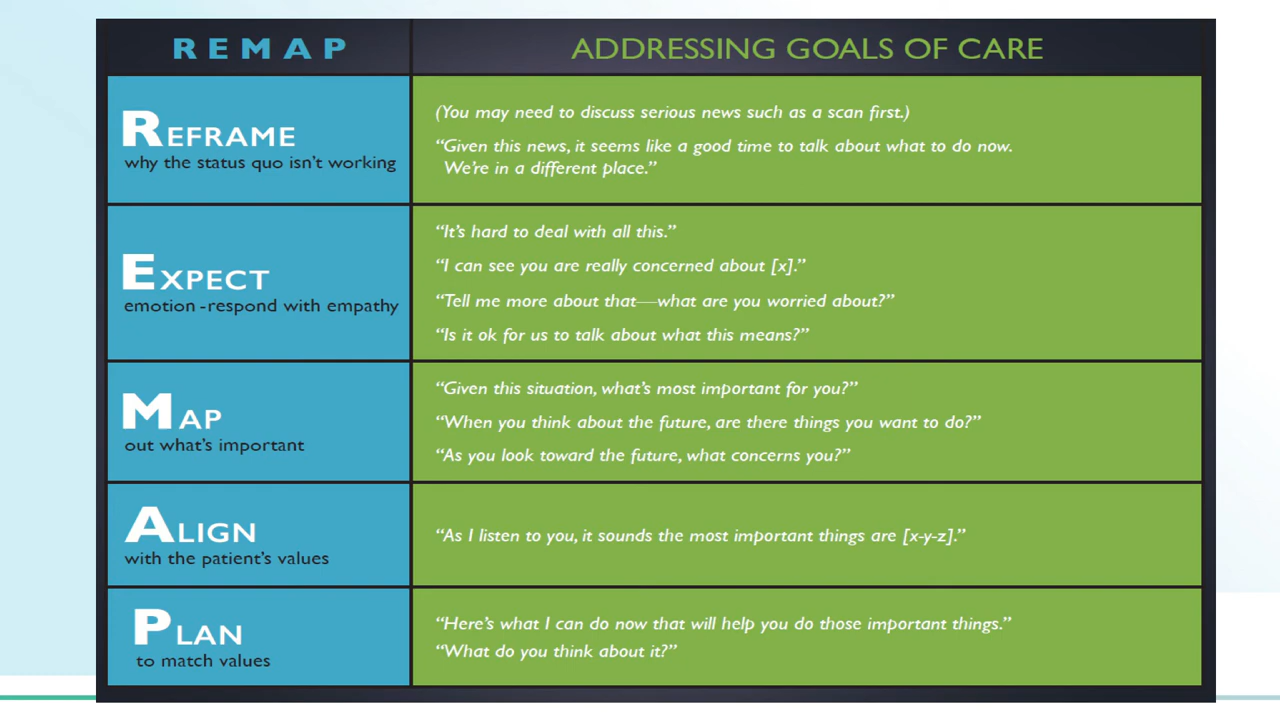 REMAP
ADDRESSING GOALS OF CARE
REFRAME
why the status quo isn't working
(You may need to discuss serious news such as a scan first.)
“Given this news, it seems like a good time to talk about what to do now.
We're in a different place.”
EXPECT
emotion -respond with empathy
“It's hard to deal with all this.”
“I can see you are really concerned about [x].”
“Tell me more about that—what are you worried about?”
“Is it ok for us to talk about what this means?”
MAP
out what's important
“Given this situation, what's most important for you?”
“When you think about the future, are there things you want to do?”
“As you look toward the future, what concerns you?”
ALIGN
with the patient's values
“As I listen to you, it sounds the most important things are [x-y-z].”
PLAN
to match values
“Here's what I can do now that will help you do those important things.”
“What do you think about it?”